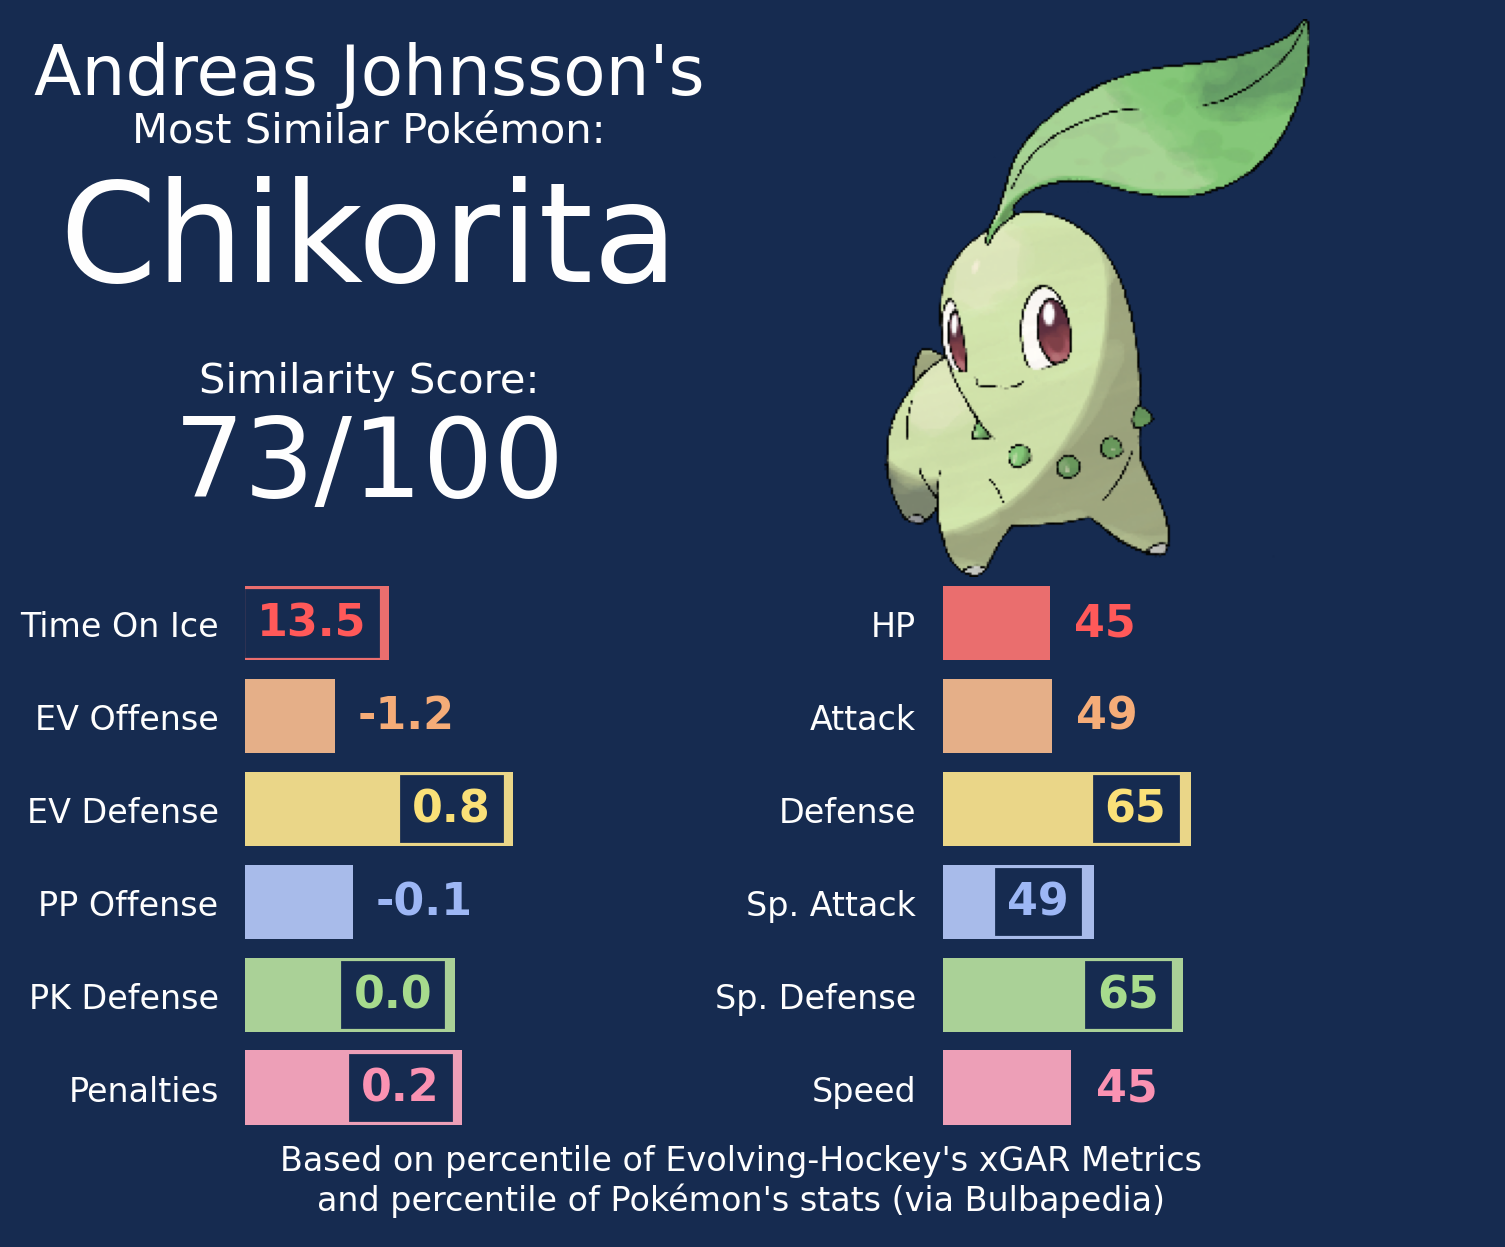 Andreas Johnsson's
Most Similar Pokémon:
Chikorita
Similarity Score:
73/100
Time On Ice 13.5
EV Offense -1.2
EV Defense 0.8
PP Offense -0.1
PK Defense 0.0
Penalties 0.2
HP 45
Attack 49
Defense 65
Sp. Attack 49
Sp. Defense 65
Speed 45
Based on percentile of Evolving-Hockey's xGAR Metrics
and percentile of Pokémon's stats (via Bulbapedia)